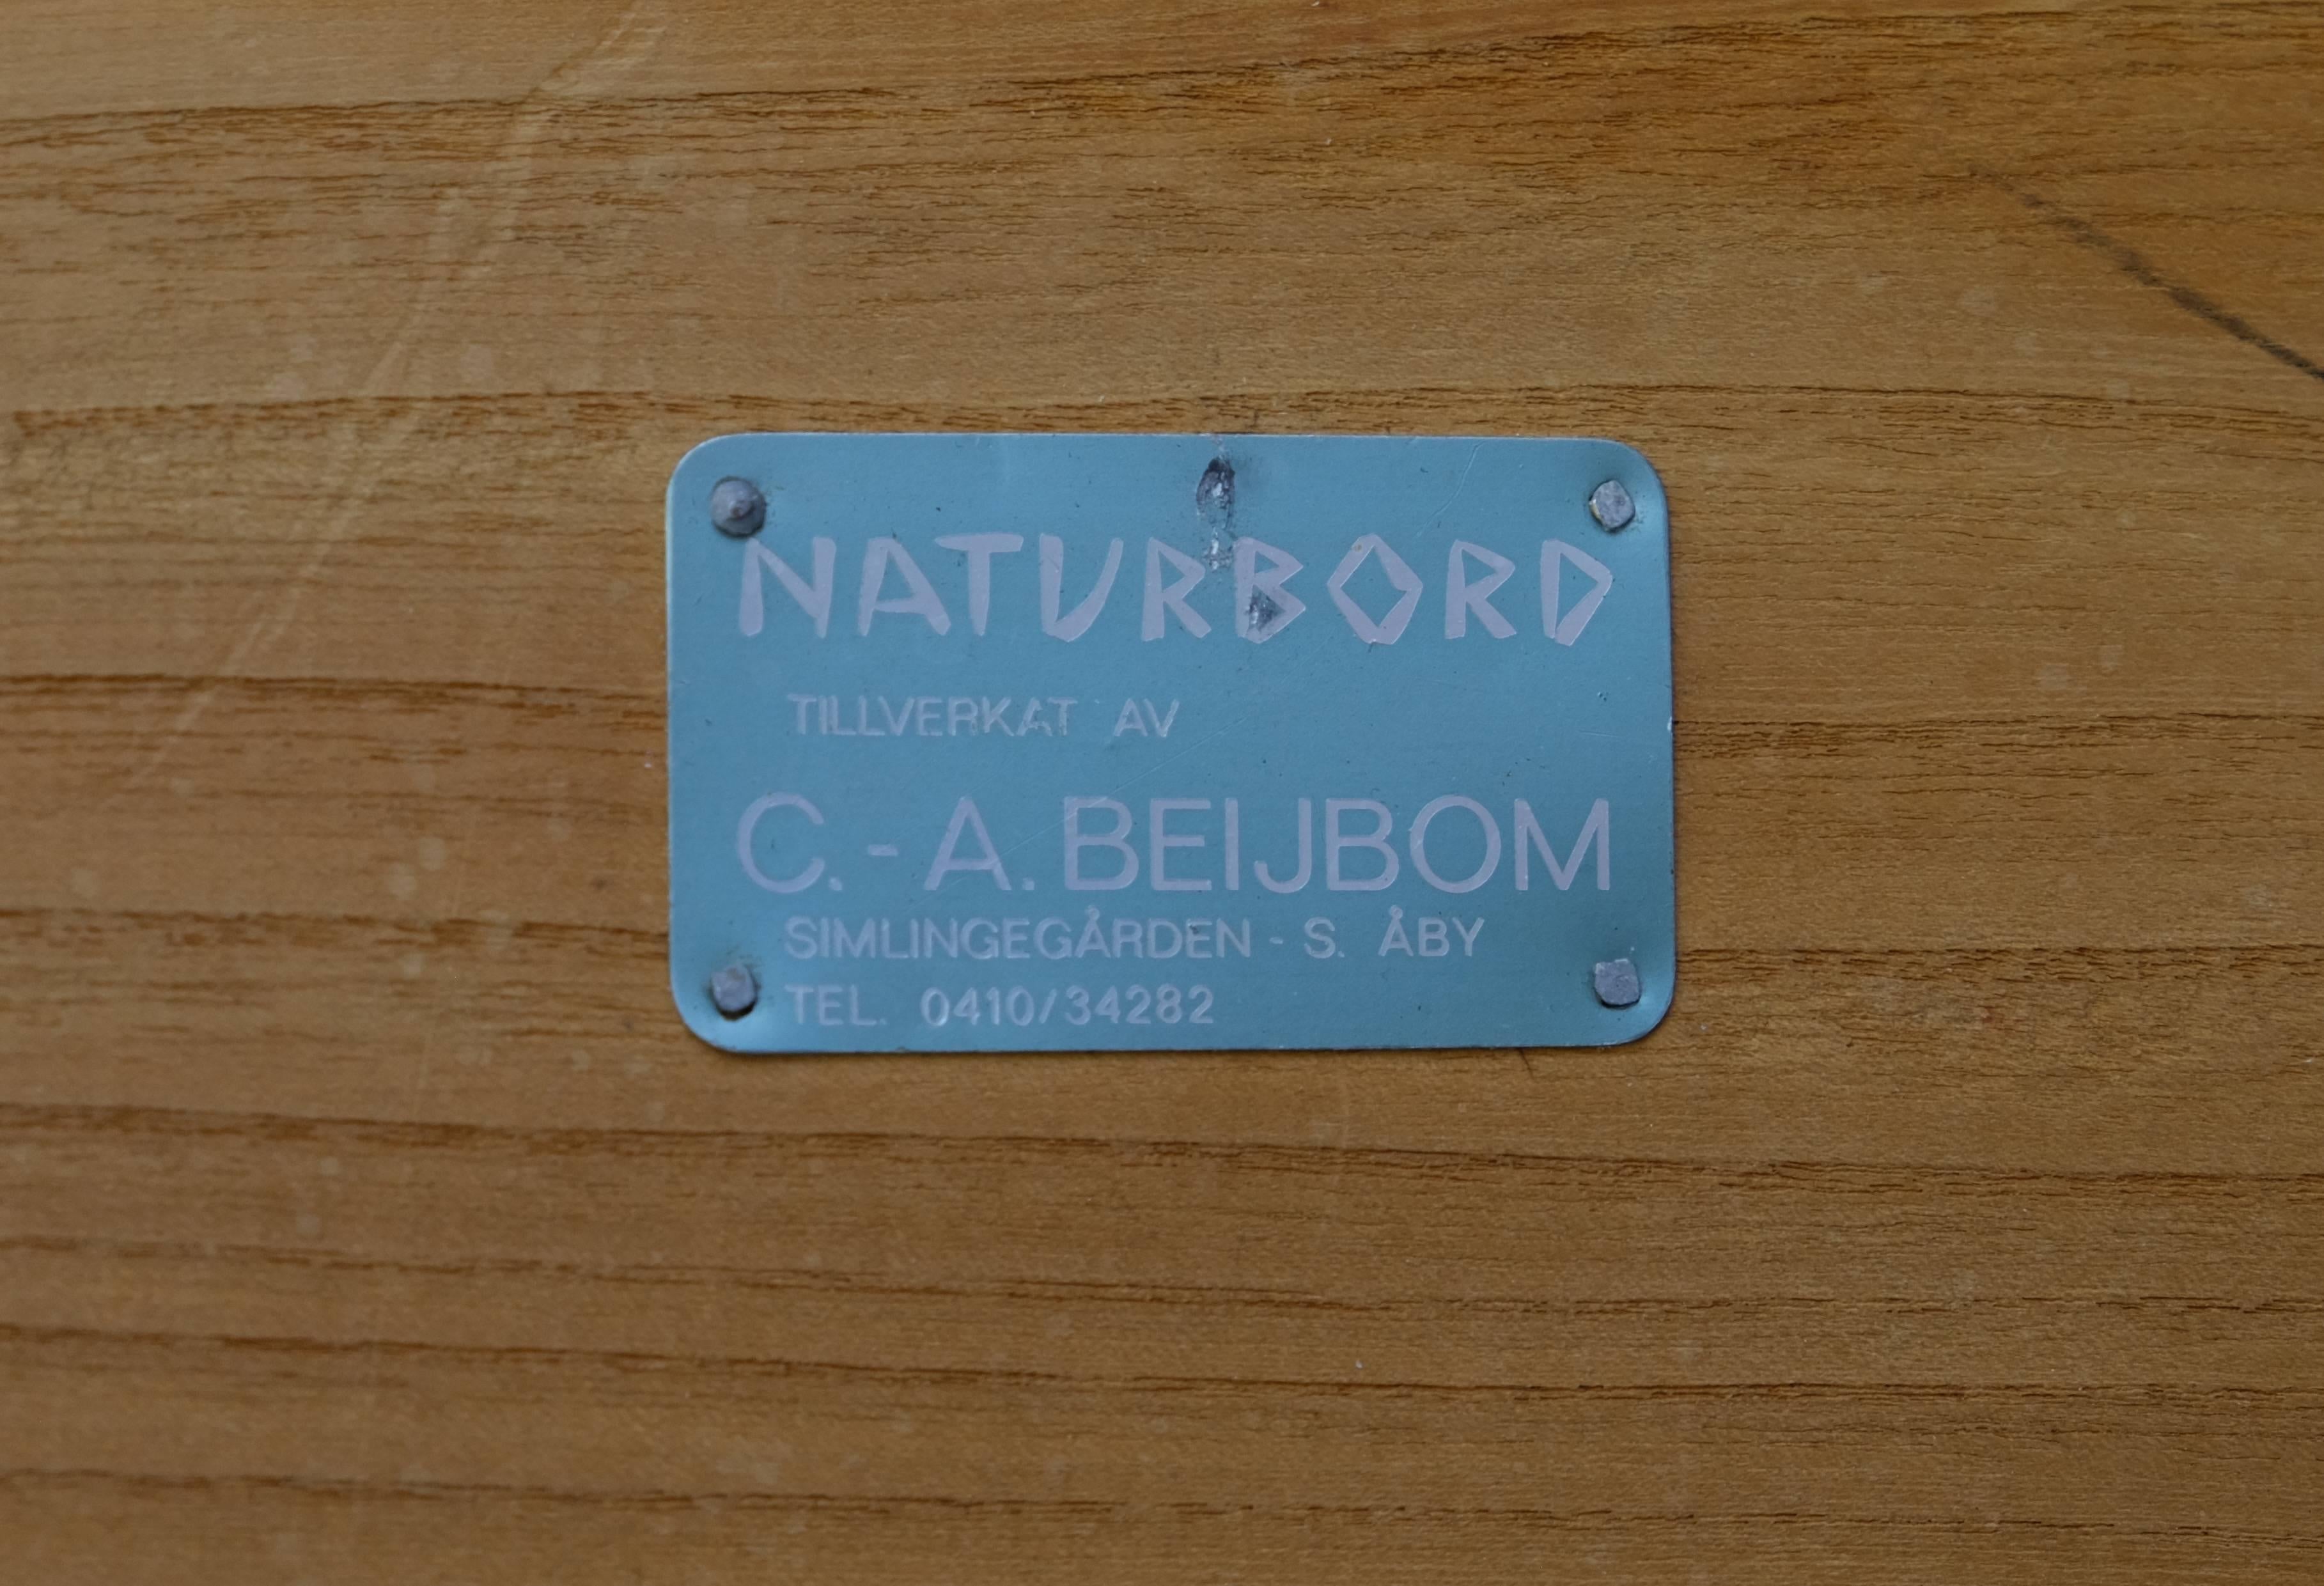 NATURBORD
TILLVERKAT AV
C.-A. BEIJBOM
SIMLINGEGÅRDEN - S. ÅBY
TEL. 0410/34282